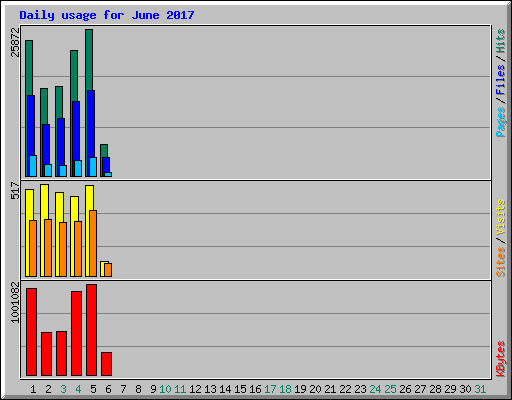 Daily usage for June 2017
25872
Pages/Files/Hits
517
Sites/Visits
1001082
KBytes
1 2 3 4 5 6 7 8 9 10 11 12 13 14 15 16 17 18 19 20 21 22 23 24 25 26 27 28 29 30 31